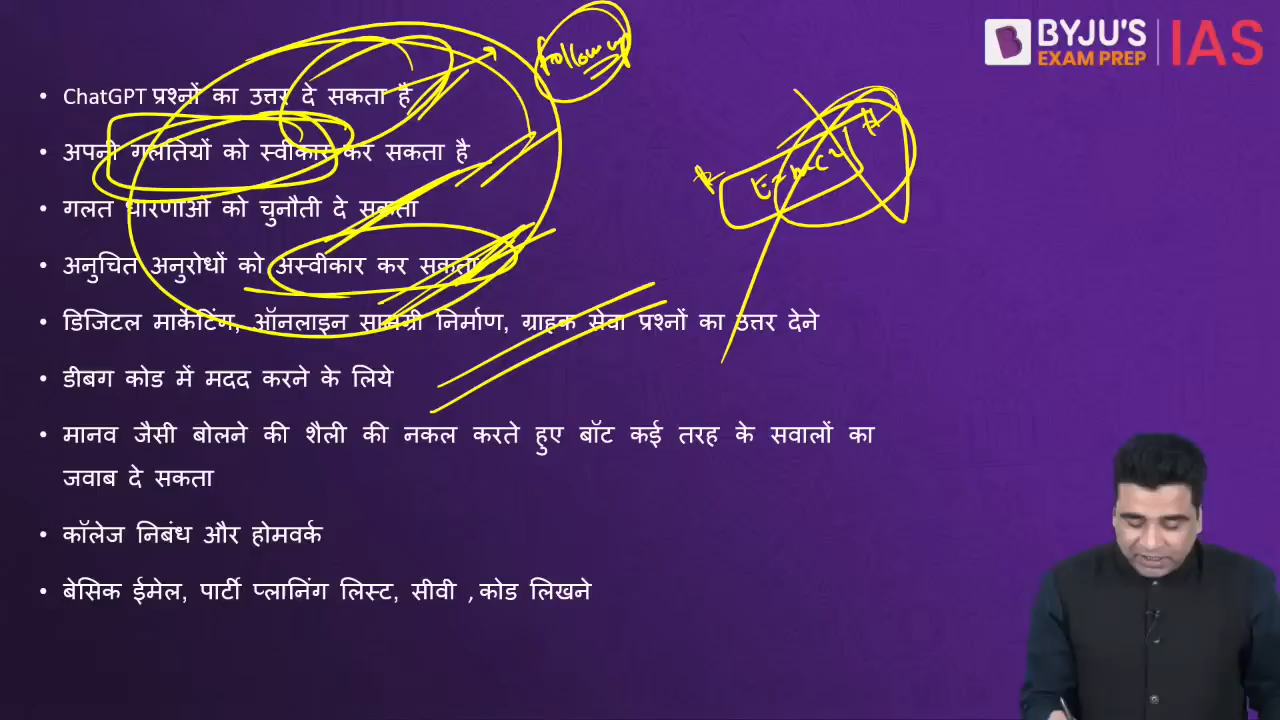 BYJU'S
EXAM PREP
IAS
follow up
• ChatGPT प्रश्नों का उत्तर दे सकता है
• अपनी गलतियों को स्वीकार कर सकता है
E=mc²
• गलत धारणाओं को चुनौती दे सकता
• अनुचित अनुरोधों को अस्वीकार कर सकता
• डिजिटल मार्केटिंग, ऑनलाइन सामग्री निर्माण, ग्राहक सेवा प्रश्नों का उत्तर देने
• डीबग कोड में मदद करने के लिये
• मानव जैसी बोलने की शैली की नकल करते हुए बॉट कई तरह के सवालों का
जवाब दे सकता
• कॉलेज निबंध और होमवर्क
• बेसिक ईमेल, पार्टी प्लानिंग लिस्ट, सीवी , कोड लिखने